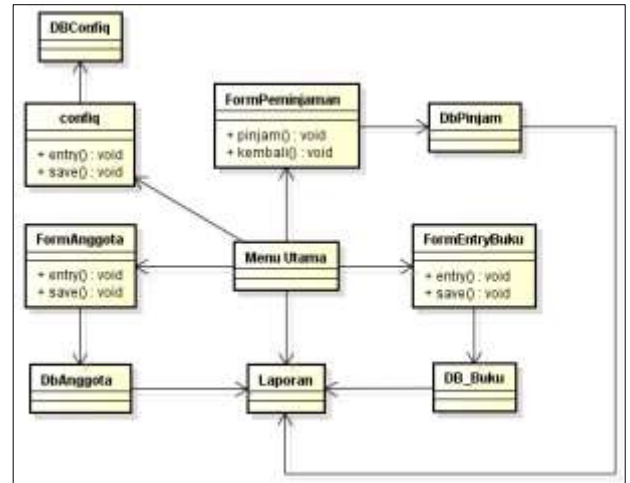 DBConfiq
confiq
+ entry() : void
+ save() : void
FormPeminjaman
+ pinjam() : void
+ kembali() : void
DbPinjam
FormAnggota
+ entry() : void
+ save() : void
Menu Utama
FormEntryBuku
+ entry() : void
+ save() : void
DbAnggota
Laporan
DB_Buku